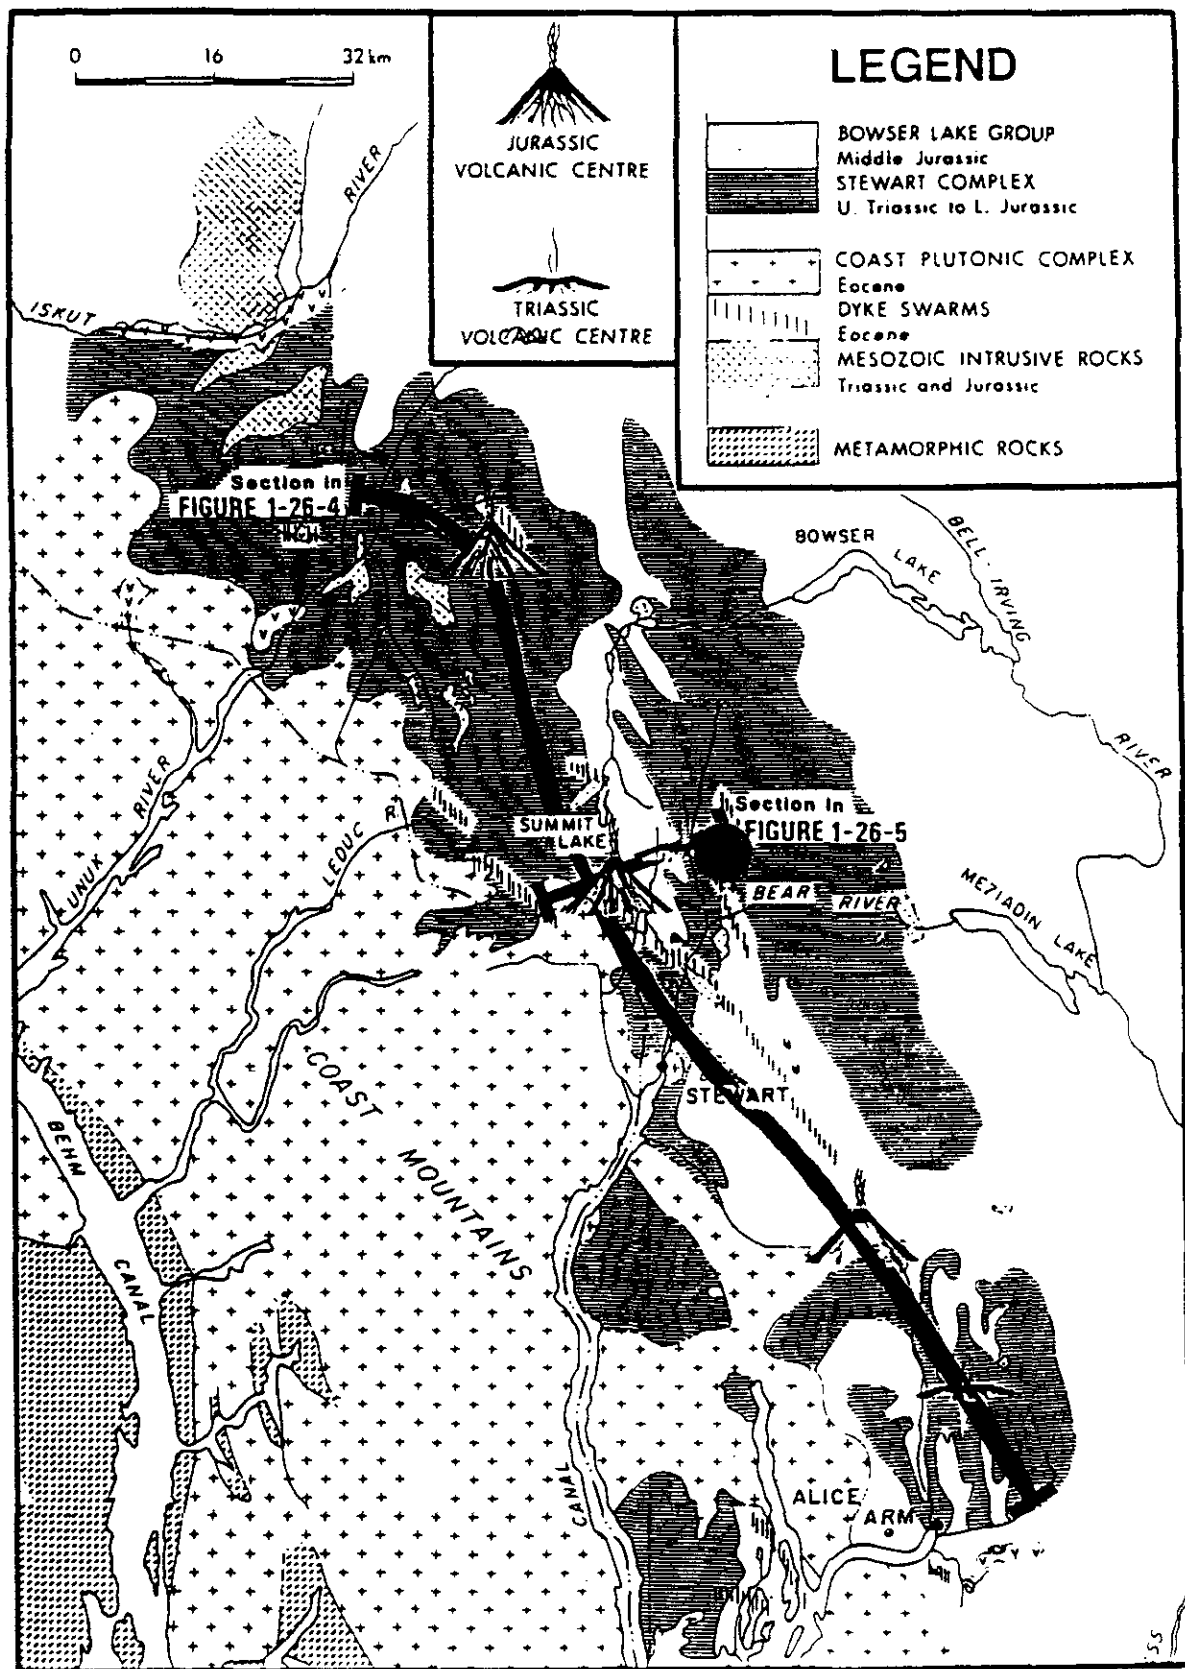 0 16 32 km
JURASSIC
VOLCANIC CENTRE
TRIASSIC
VOLCANIC CENTRE
LEGEND
BOWSER LAKE GROUP
Middle Jurassic
STEWART COMPLEX
U. Triassic to L. Jurassic
COAST PLUTONIC COMPLEX
Eocene
DYKE SWARMS
Eocene
MESOZOIC INTRUSIVE ROCKS
Triassic and Jurassic
METAMORPHIC ROCKS
RIVER
ISKUT
Section in
FIGURE 1-26-4
BOWSER
LAKE
BELL-IRVING
RIVER
UNUK
RIVER
LEDUC
R.
SUMMIT
LAKE
Section in
FIGURE 1-26-5
BEAR
RIVER
MEZIADIN LAKE
COAST
MOUNTAINS
STEWART
BEHM
CANAL
CANAL
ALICE
ARM